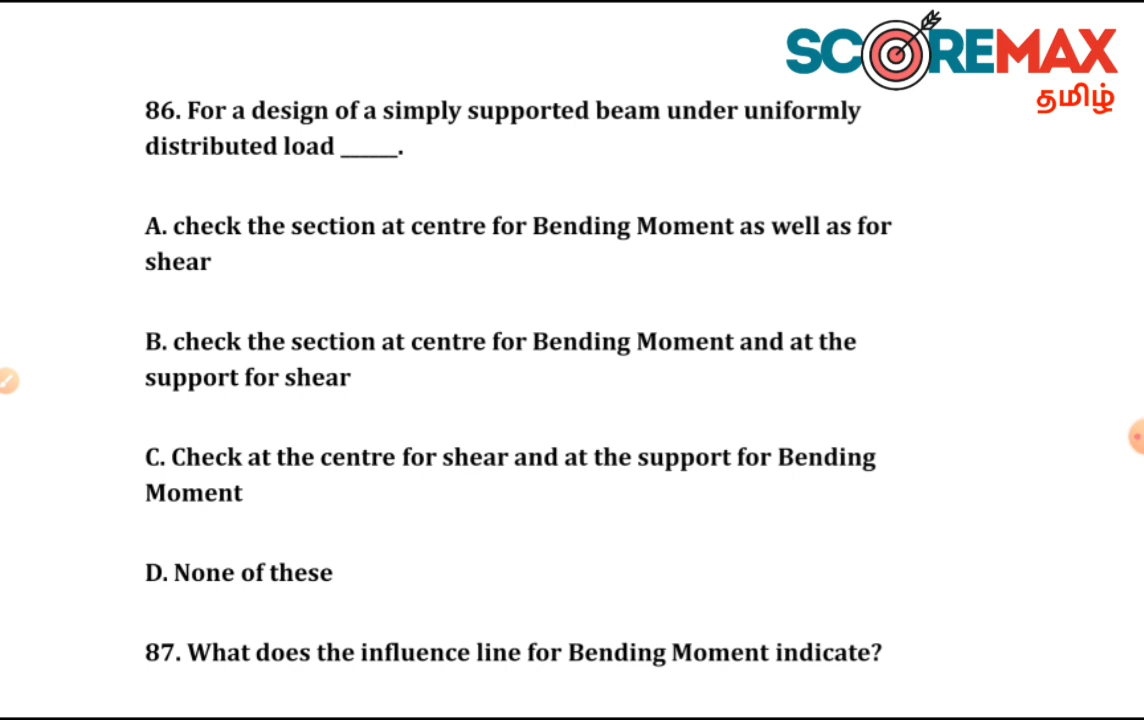 SCOREMAX
தமிழ்
86. For a design of a simply supported beam under uniformly
distributed load _____.
A. check the section at centre for Bending Moment as well as for
shear
B. check the section at centre for Bending Moment and at the
support for shear
C. Check at the centre for shear and at the support for Bending
Moment
D. None of these
87. What does the influence line for Bending Moment indicate?